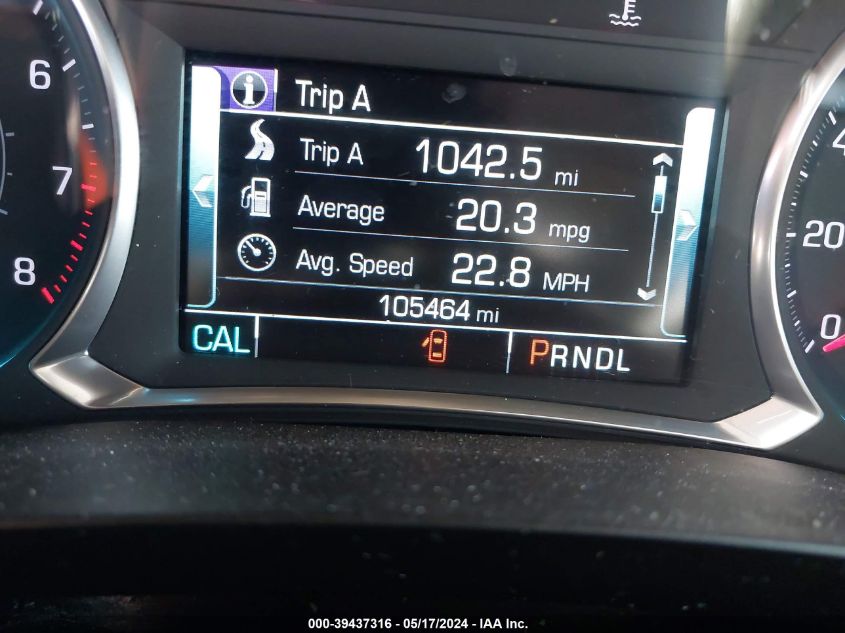 Trip A
Trip A 1042.5 mi
Average 20.3 mpg
Avg. Speed 22.8 MPH
105464 mi
CAL PRNDL
6
7
8
4
20
0
000-39437316 - 05/17/2024 - IAA Inc.